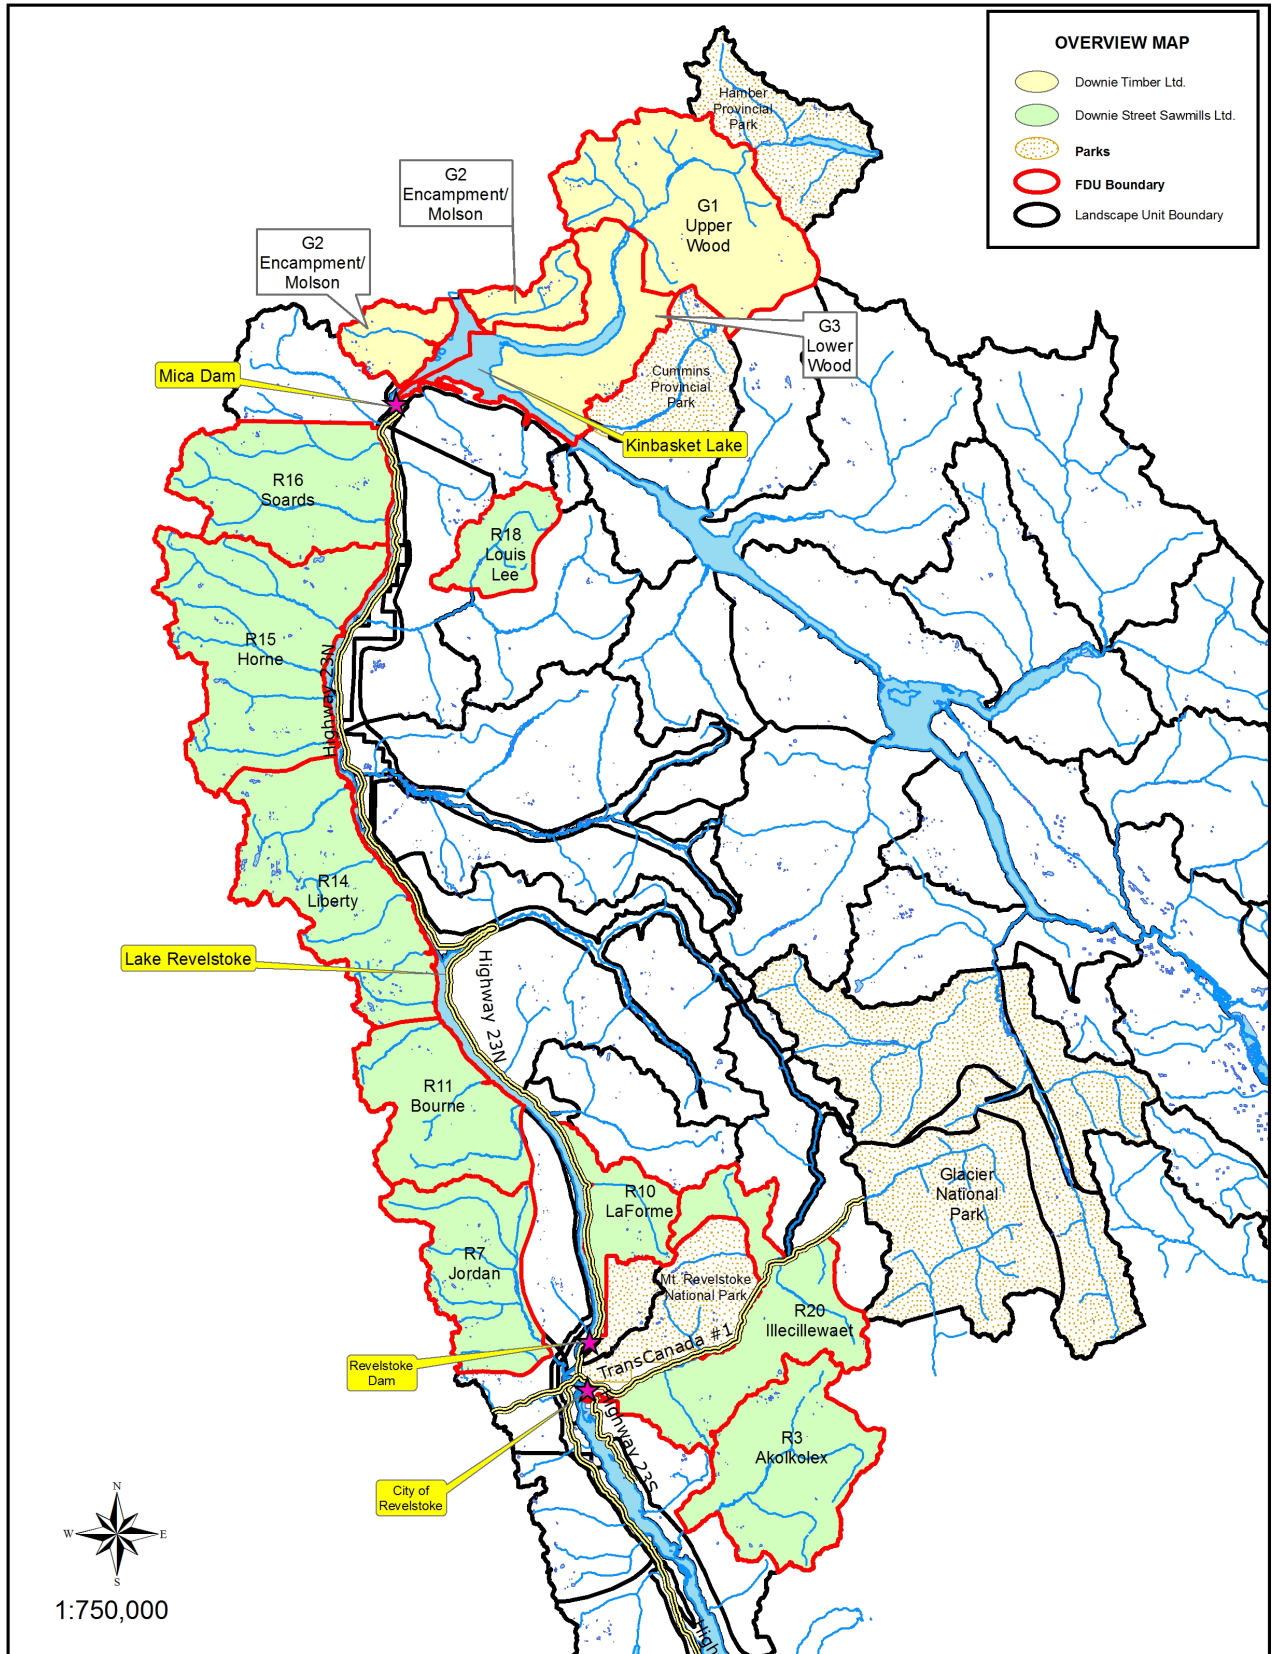 OVERVIEW MAP
Downie Timber Ltd.
Downie Street Sawmills Ltd.
Parks
FDU Boundary
Landscape Unit Boundary
Hamber
Provincial
Park
G2
Encampment/
Molson
G1
Upper
Wood
G2
Encampment/
Molson
G3
Lower
Wood
Mica Dam
Cummins
Provincial
Park
Kinbasket Lake
R16
Soards
R18
Louis
Lee
R15
Horne
Highway 23N
R14
Liberty
Lake Revelstoke
Highway 23N
R11
Bourne
Glacier
National
Park
R10
LaForme
R7
Jordan
Mt. Revelstoke
National Park
R20
Illecillewaet
TransCanada #1
Revelstoke
Dam
Highway 23S
R3
Akolkolex
City of
Revelstoke
N
W
E
S
1:750,000
High